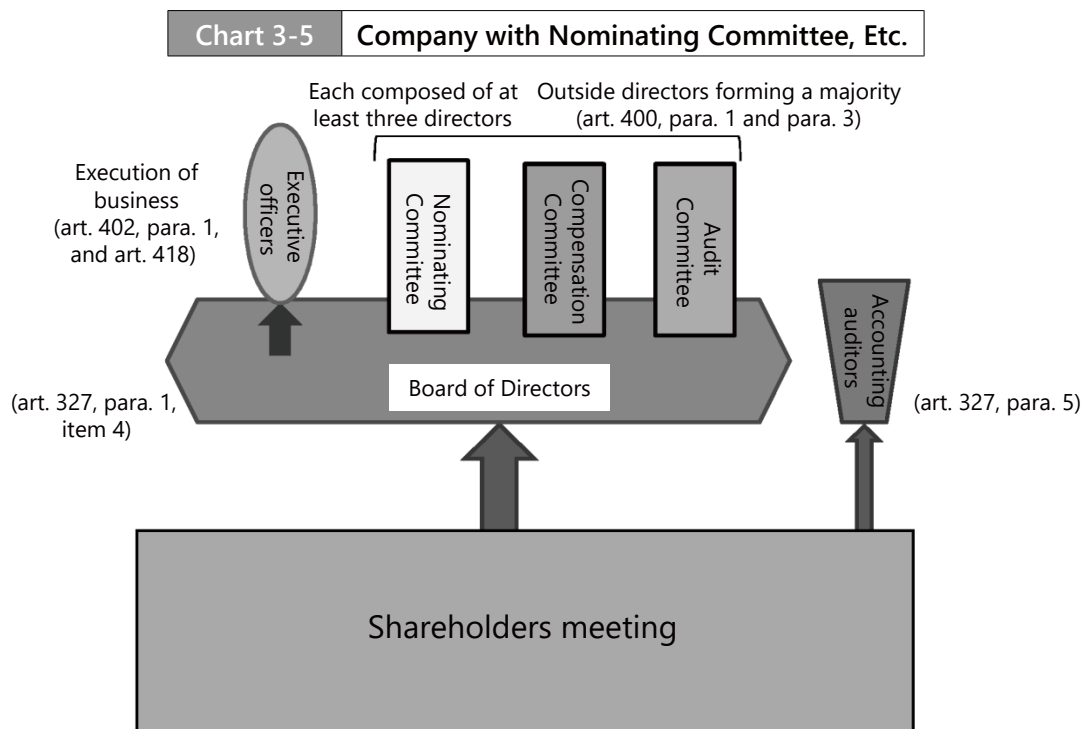 Chart 3-5 Company with Nominating Committee, Etc.
Each composed of at
least three directors
Outside directors forming a majority
(art. 400, para. 1 and para. 3)
Execution of
business
(art. 402, para. 1,
and art. 418)
Executive
officers
Nominating
Committee
Compensation
Committee
Audit
Committee
Accounting
auditors
Board of Directors
(art. 327, para. 1,
item 4)
(art. 327, para. 5)
Shareholders meeting